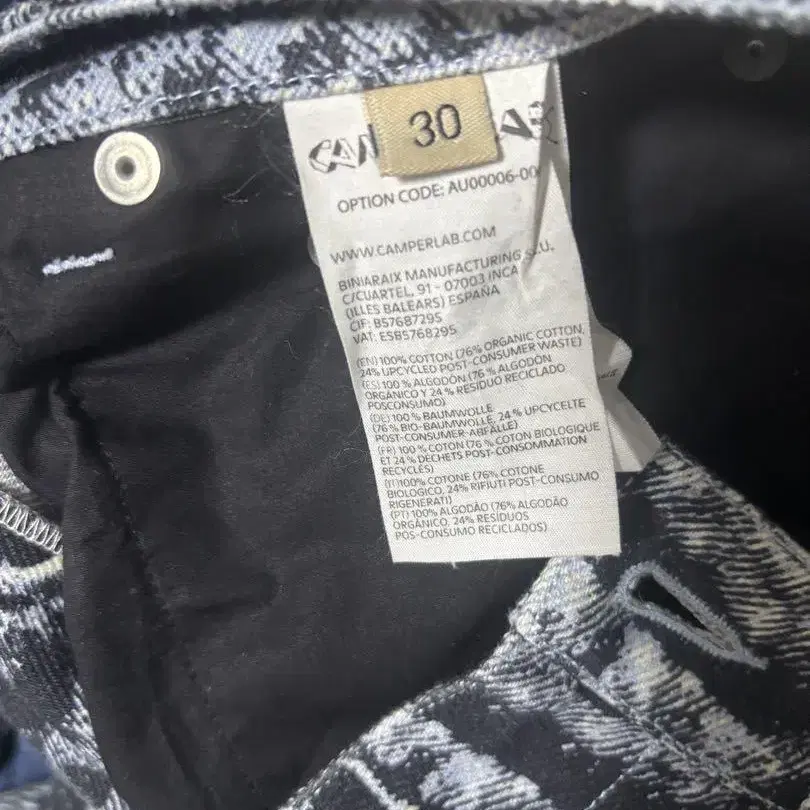 30
OPTION CODE: AU00006-00
WWW.CAMPERLAB.COM
BINIARAIX MANUFACTURING S.L.U,
C/CUARTEL, 91 - 07003 INCA
(ILLES BALEARS) ESPAÑA
CIF: B57687295
VAT: ESB57687295
(EN) 100% COTTON (76% ORGANIC COTTON,
24% UPCYCLED POST-CONSUMER WASTE)
(ES) 100 % ALGODÓN (76 % ALGODÓN
ORGÁNICO Y 24 % RESIDUO RECICLADO
POSCONSUMO)
(DE) 100 % BAUMWOLLE
(76 % BIO-BAUMWOLLE, 24 % UPCYCELTE
POST-CONSUMER-ABFÄLLE)
(FR) 100 % COTON (76 % COTON BIOLOGIQUE
ET 24 % DÉCHETS POST-CONSOMMATION
RECYCLÉS)
(IT) 100% COTONE (76% COTONE
BIOLOGICO, 24% RIFIUTI POST-CONSUMO
RIGENERATI)
(PT) 100% ALGODÃO (76% ALGODÃO
ORGÂNICO, 24% RESÍDUOS
POS-CONSUMO RECICLADOS)